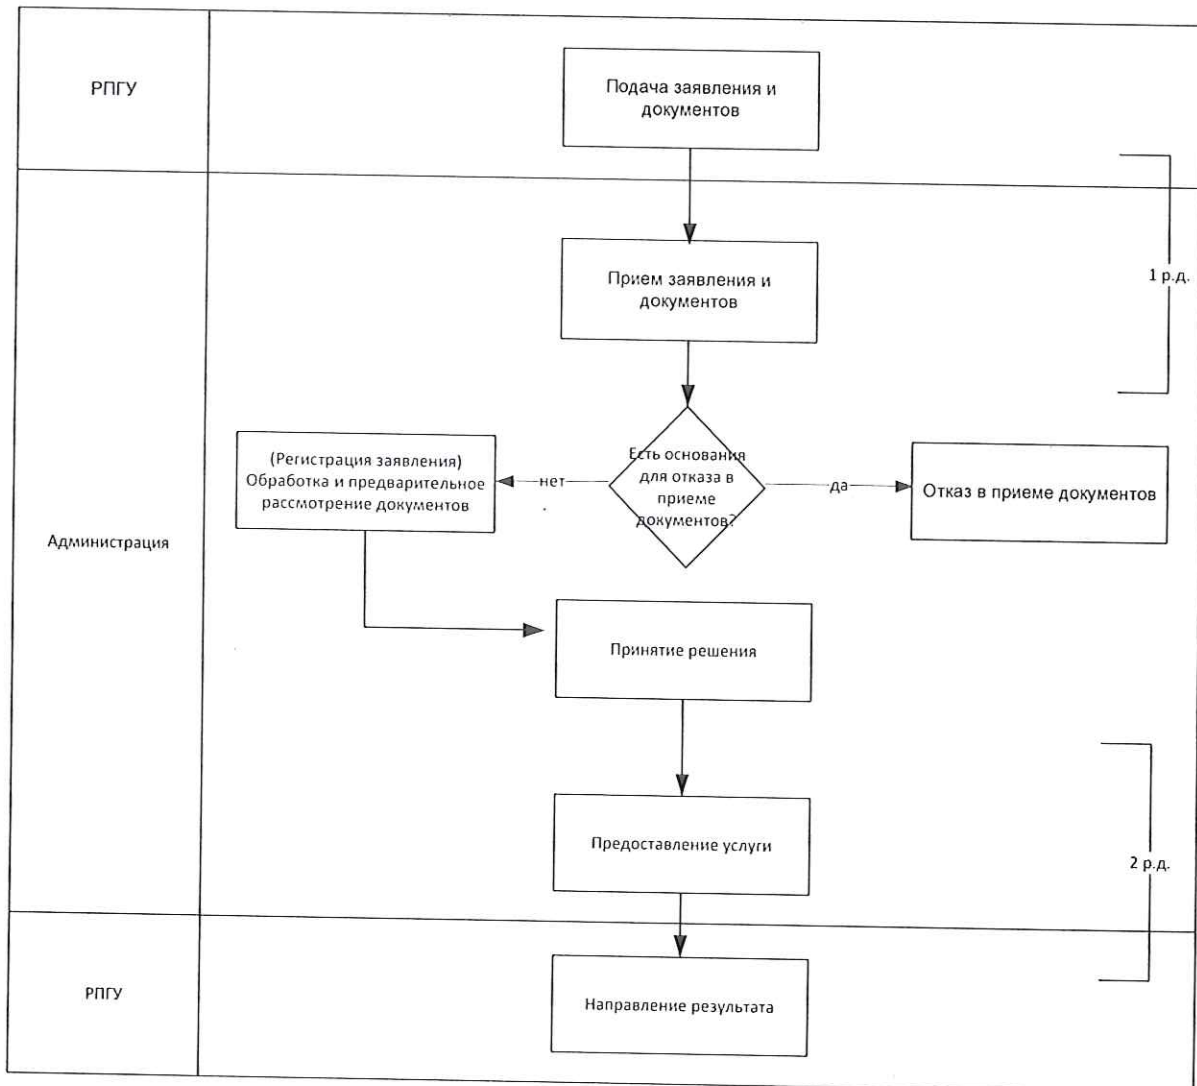 РПГУ
Подача заявления и
документов
Прием заявления и
документов
1 р.д.
Администрация
(Регистрация заявления)
Обработка и предварительное
рассмотрение документов
нет
Есть основания
для отказа в
приеме
документов?
да
Отказ в приеме документов
Принятие решения
Предоставление услуги
2 р.д.
РПГУ
Направление результата